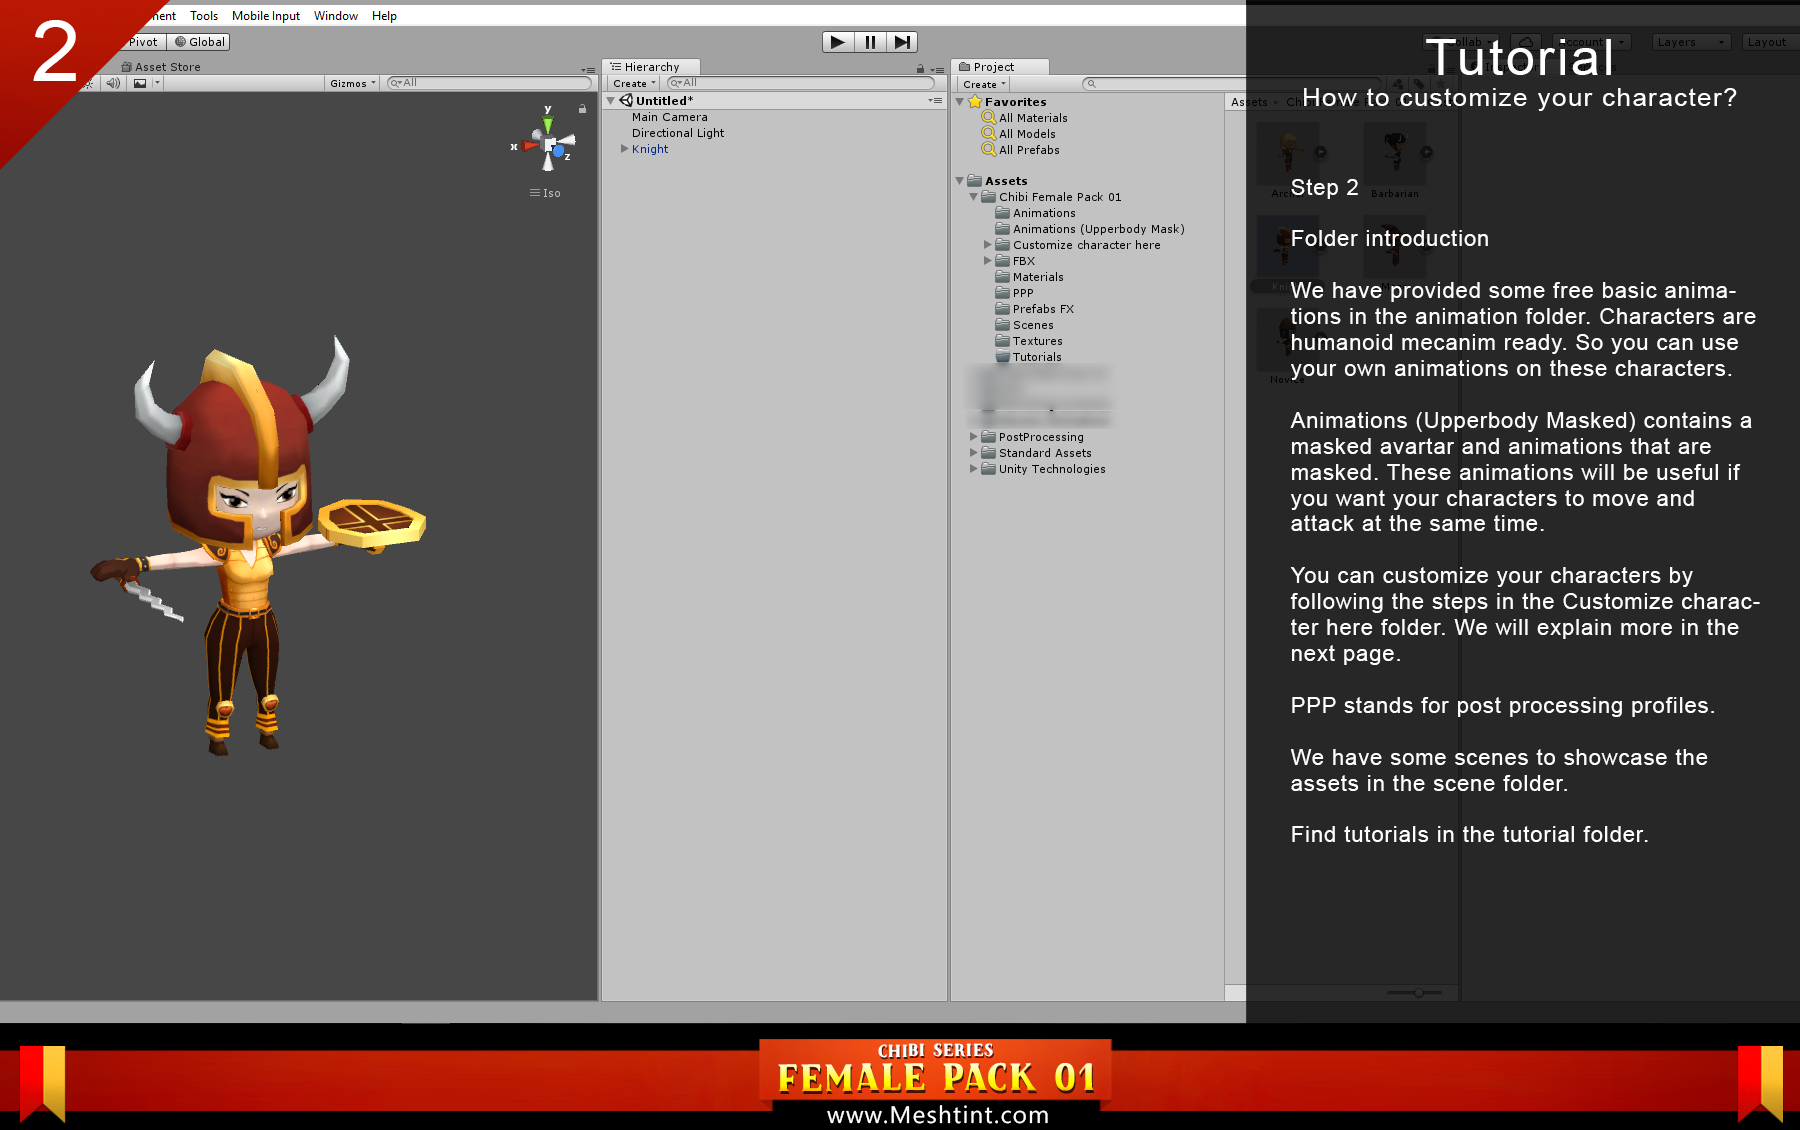 2
Tools Mobile Input Window Help
Pivot Global
Asset Store
Gizmos All
y
x
z
Iso
Hierarchy
Create All
Untitled*
Main Camera
Directional Light
Knight
Project
Create
Favorites
All Materials
All Models
All Prefabs
Assets
Chibi Female Pack 01
Animations
Animations (Upperbody Mask)
Customize character here
FBX
Materials
PPP
Prefabs FX
Scenes
Textures
Tutorials
PostProcessing
Standard Assets
Unity Technologies
Account Layers Layout
Assets
Barbarian
Tutorial
How to customize your character?
Step 2
Folder introduction
We have provided some free basic anima-
tions in the animation folder. Characters are
humanoid mecanim ready. So you can use
your own animations on these characters.
Animations (Upperbody Masked) contains a
masked avartar and animations that are
masked. These animations will be useful if
you want your characters to move and
attack at the same time.
You can customize your characters by
following the steps in the Customize charac-
ter here folder. We will explain more in the
next page.
PPP stands for post processing profiles.
We have some scenes to showcase the
assets in the scene folder.
Find tutorials in the tutorial folder.
CHIBI SERIES
FEMALE PACK 01
www.Meshtint.com